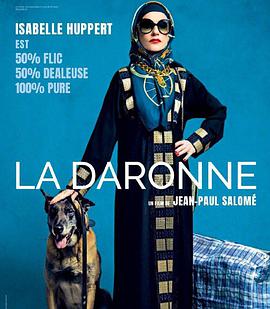 ISABELLE HUPPERT
EST
50% FLIC
50% DEALEUSE
100% PURE
LA DARONNE
UN FILM DE JEAN-PAUL SALOMÉ